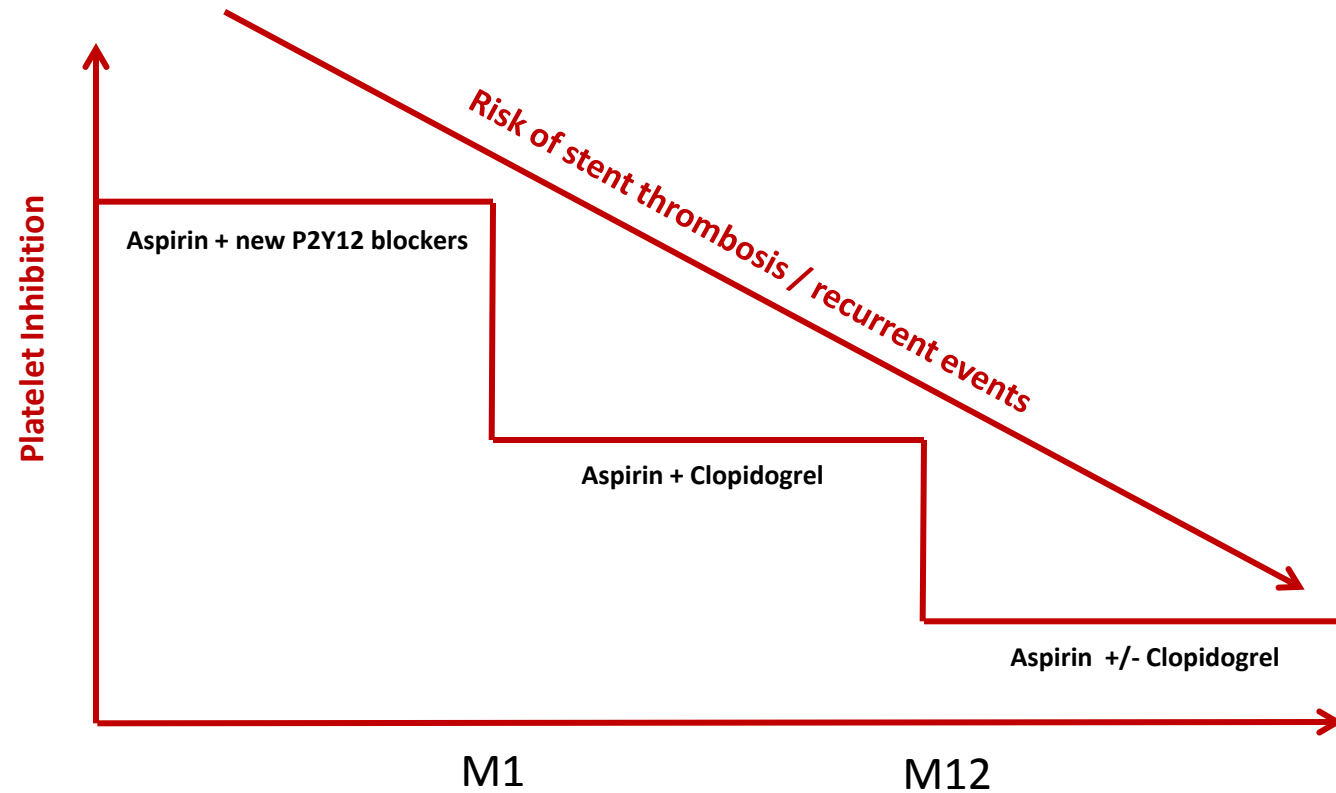 Risk of stent thrombosis / recurrent events
Platelet Inhibition
Aspirin + new P2Y12 blockers
Aspirin + Clopidogrel
Aspirin +/- Clopidogrel
M1
M12